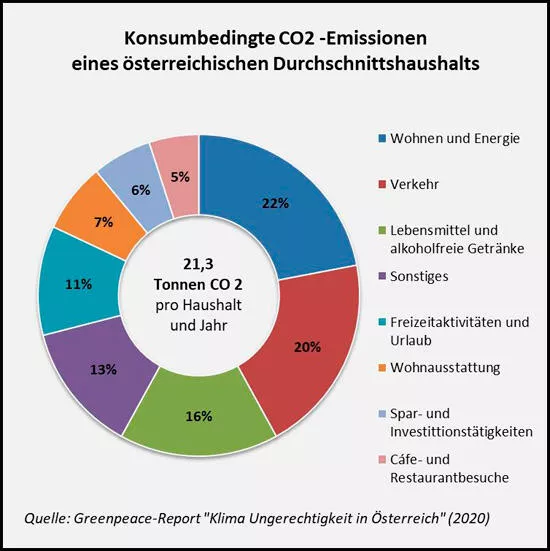 Konsumbedingte CO2 -Emissionen
eines österreichischen Durchschnittshaushalts
22%
20%
16%
13%
11%
7%
6%
5%
21,3
Tonnen CO 2
pro Haushalt
und Jahr
Wohnen und Energie
Verkehr
Lebensmittel und
alkoholfreie Getränke
Sonstiges
Freizeitaktivitäten und
Urlaub
Wohnausstattung
Spar- und
Investittionstätigkeiten
Cáfe- und
Restaurantbesuche
Quelle: Greenpeace-Report "Klima Ungerechtigkeit in Österreich" (2020)